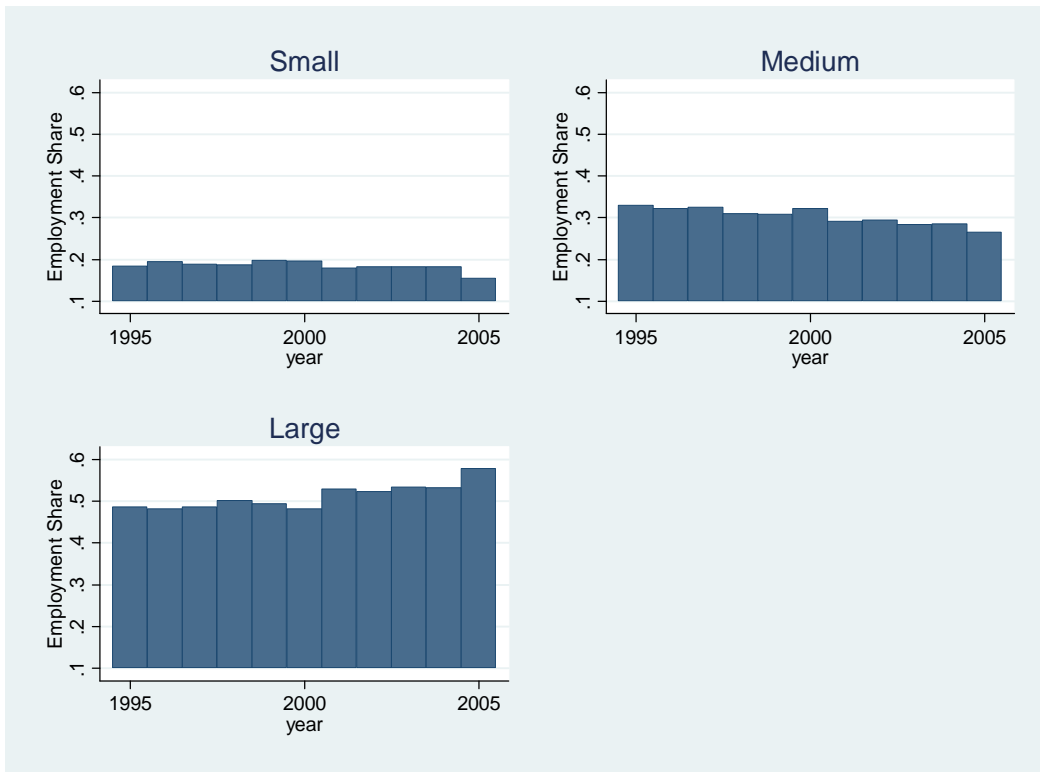 Small
Employment Share
.6
.5
.4
.3
.2
.1
1995 2000 2005
year
Medium
Employment Share
.6
.5
.4
.3
.2
.1
1995 2000 2005
year
Large
Employment Share
.6
.5
.4
.3
.2
.1
1995 2000 2005
year